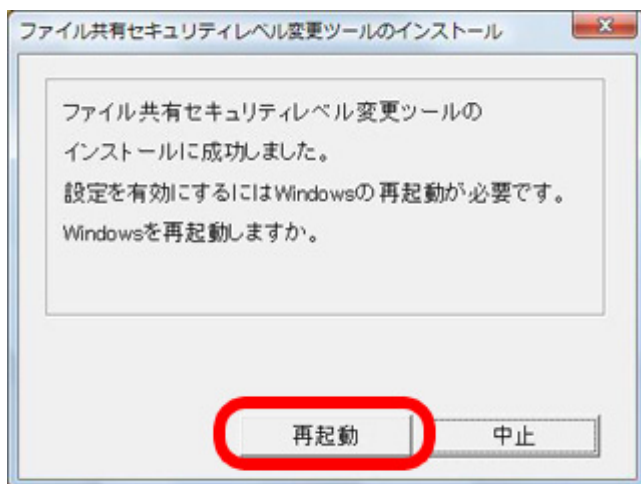 ファイル共有セキュリティレベル変更ツールのインストール
ファイル共有セキュリティレベル変更ツールの
インストールに成功しました。
設定を有効にするにはWindowsの再起動が必要です。
Windowsを再起動しますか。
再起動
中止